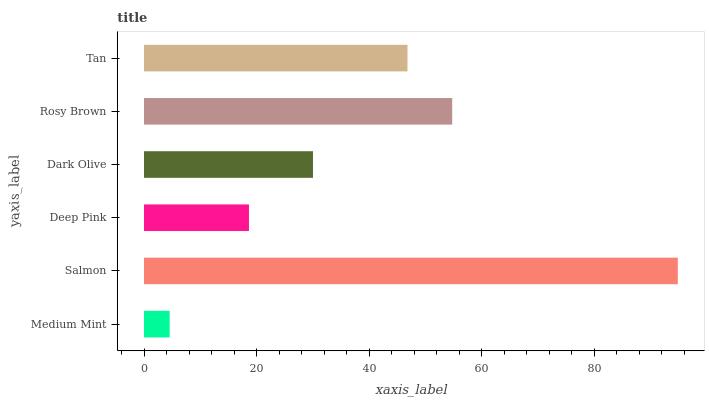 title
yaxis_label
Tan
Rosy Brown
Dark Olive
Deep Pink
Salmon
Medium Mint
0 20 40 60 80
xaxis_label